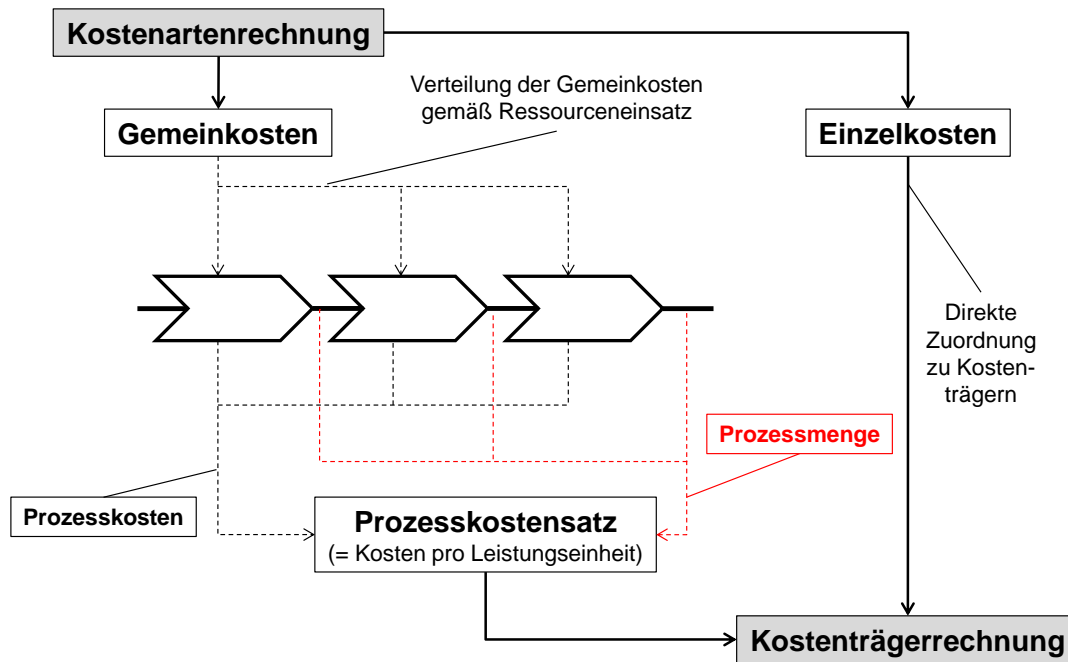 Kostenartenrechnung
Verteilung der Gemeinkosten
gemäß Ressourceneinsatz
Gemeinkosten
Einzelkosten
Direkte
Zuordnung
zu Kosten-
trägern
Prozessmenge
Prozesskosten
Prozesskostensatz
(= Kosten pro Leistungseinheit)
Kostenträgerrechnung